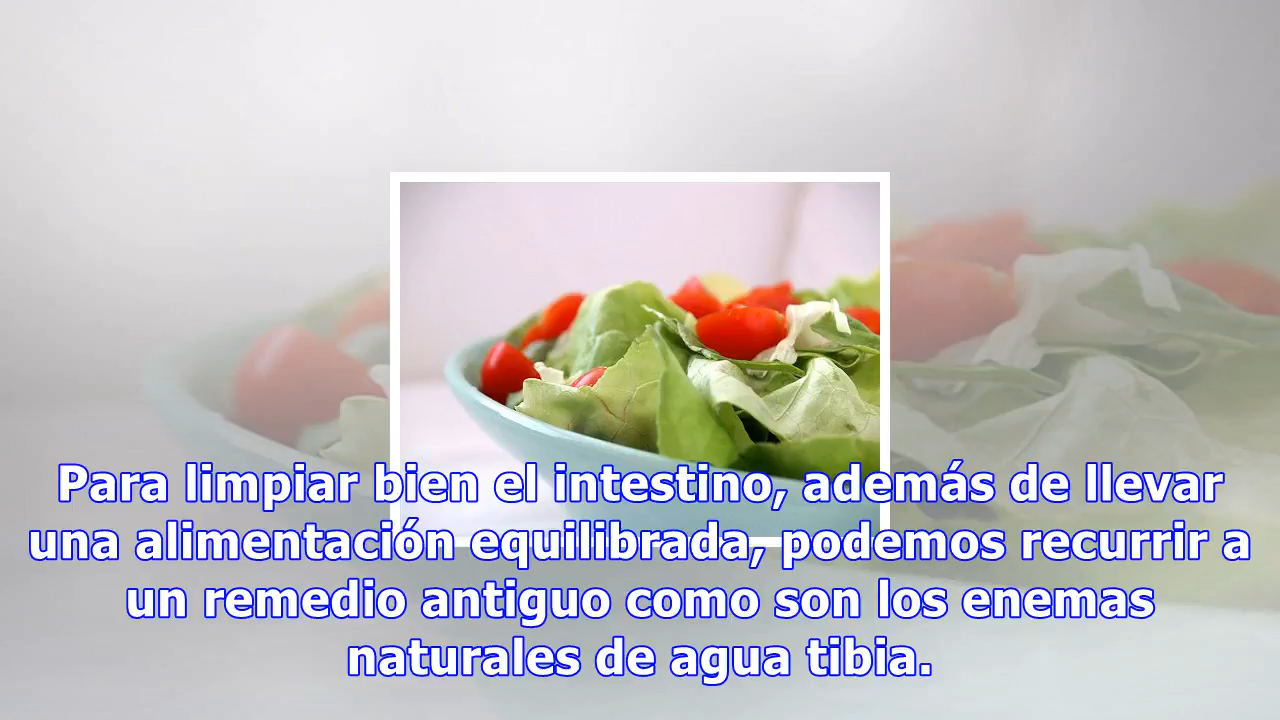 Para limpiar bien el intestino, además de llevar
una alimentación equilibrada, podemos recurrir a
un remedio antiguo como son los enemas
naturales de agua tibia.